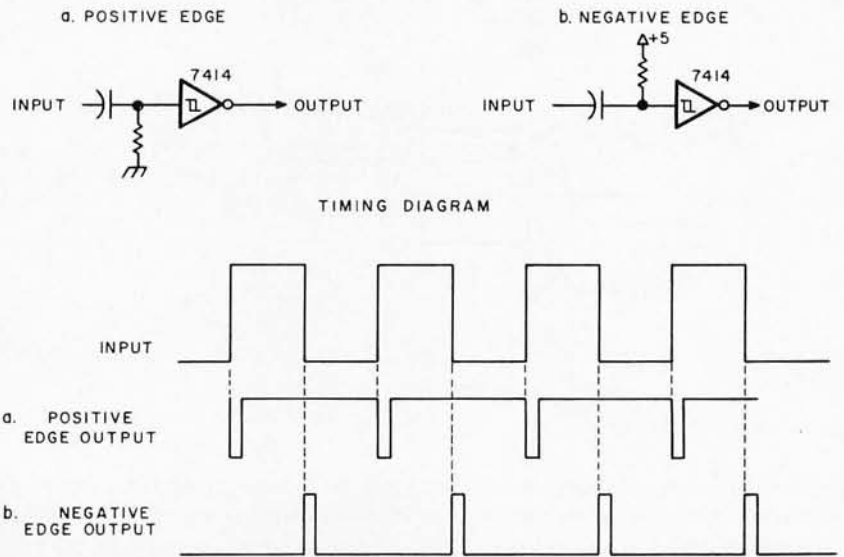 a. POSITIVE EDGE
b. NEGATIVE EDGE
+5
7414
7414
INPUT
OUTPUT
INPUT
OUTPUT
TIMING DIAGRAM
INPUT
a. POSITIVE
EDGE OUTPUT
b. NEGATIVE
EDGE OUTPUT